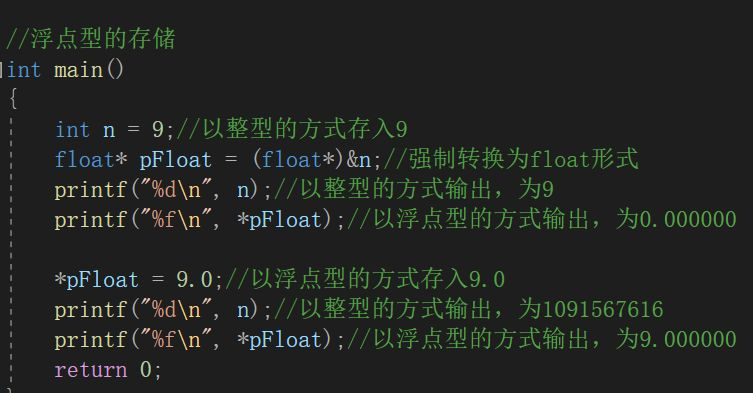 //浮点型的存储
int main()
{
    int n = 9;//以整型的方式存入9
    float* pFloat = (float*)&n;//强制转换为float形式
    printf("%d\n", n);//以整型的方式输出，为9
    printf("%f\n", *pFloat);//以浮点型的方式输出，为0.000000

    *pFloat = 9.0;//以浮点型的方式存入9.0
    printf("%d\n", n);//以整型的方式输出，为1091567616
    printf("%f\n", *pFloat);//以浮点型的方式输出，为9.000000
    return 0;